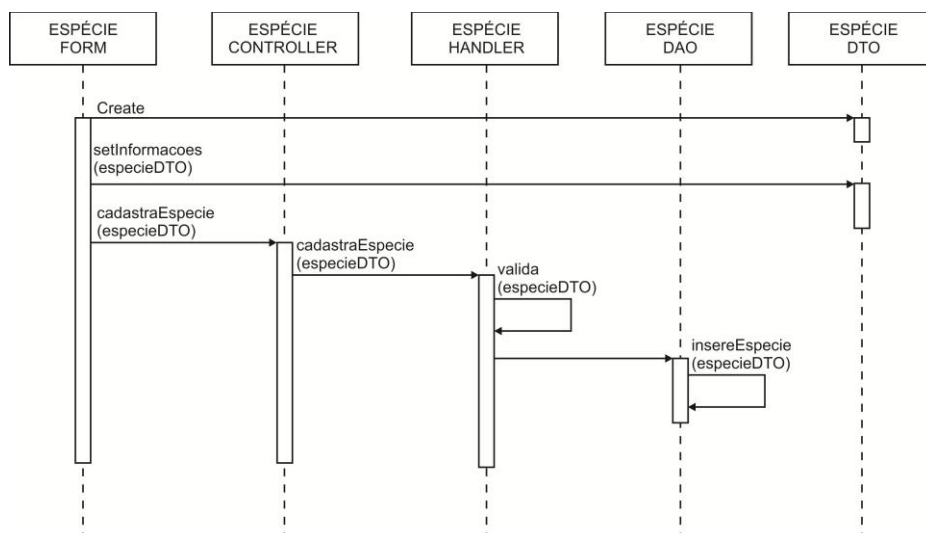 ESPÉCIE
FORM
ESPÉCIE
CONTROLLER
ESPÉCIE
HANDLER
ESPÉCIE
DAO
ESPÉCIE
DTO
Create
setInformacoes
(especieDTO)
cadastraEspecie
(especieDTO)
cadastraEspecie
(especieDTO)
valida
(especieDTO)
insereEspecie
(especieDTO)